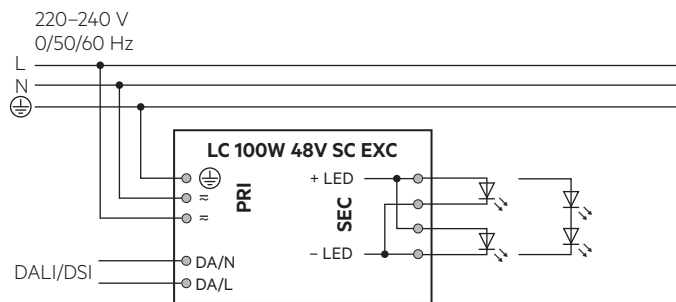 220–240 V
0/50/60 Hz
L
N
LC 100W 48V SC EXC
PRI
≂
≂
DA/N
DA/L
DALI/DSI
+ LED
SEC
– LED